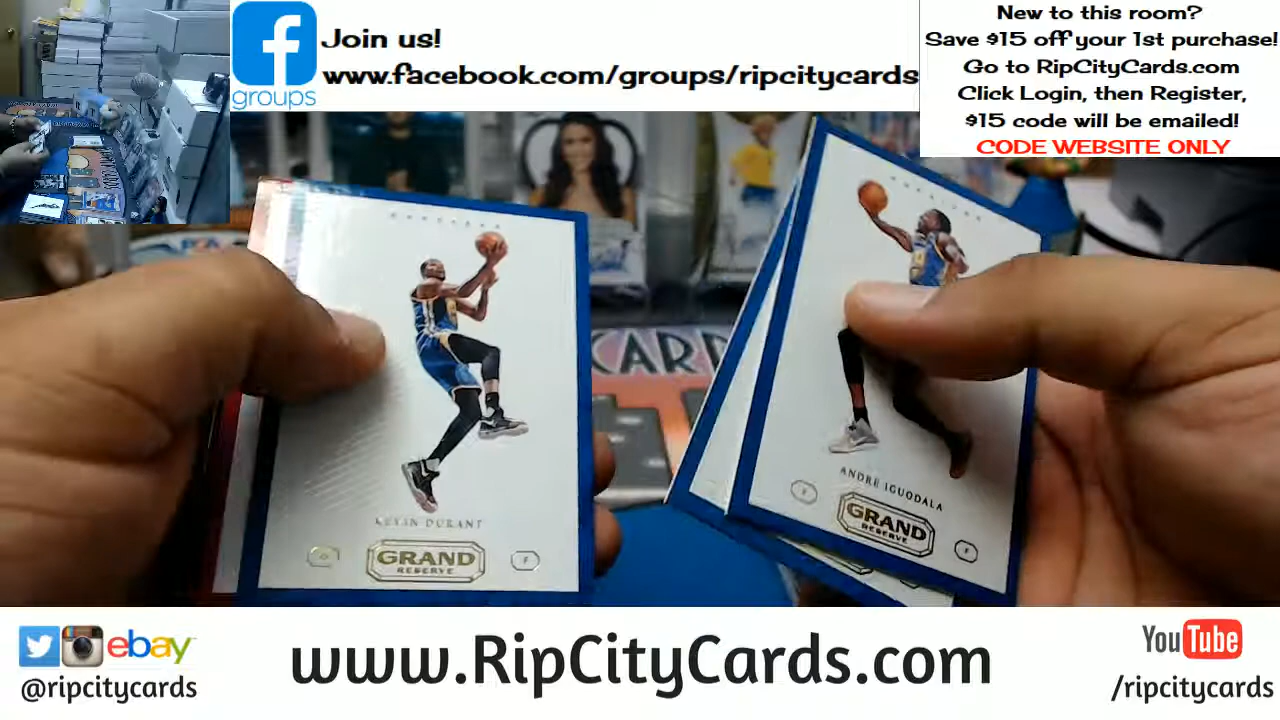 Join us!
www.facebook.com/groups/ripcitycards
groups
New to this room?
Save $15 off your 1st purchase!
Go to RipCityCards.com
Click Login, then Register,
$15 code will be emailed!
CODE WEBSITE ONLY
CARD
KEVIN DURANT
GRAND
RESERVE
F
ANDRE IGUODALA
GRAND
RESERVE
F
ebay
@ripcitycards
www.RipCityCards.com
YouTube
/ripcitycards